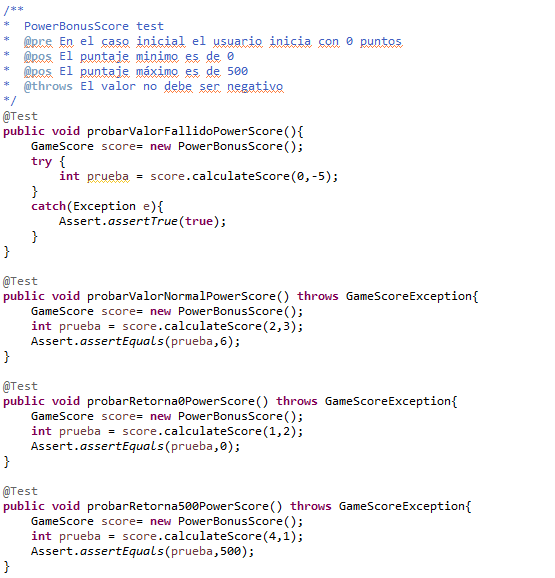 /**
*  PowerBonusScore test
*  @pre En el caso inicial el usuario inicia con 0 puntos
*  @pos El puntaje minimo es de 0
*  @pos El puntaje máximo es de 500
*  @throws El valor no debe ser negativo
*/
@Test
public void probarValorFallidoPowerScore(){
    GameScore score= new PowerBonusScore();
    try {
        int prueba = score.calculateScore(0,-5);
    }
    catch(Exception e){
        Assert.assertTrue(true);
    }
}
@Test
public void probarValorNormalPowerScore() throws GameScoreException{
    GameScore score= new PowerBonusScore();
    int prueba = score.calculateScore(2,3);
    Assert.assertEquals(prueba,6);
}
@Test
public void probarRetorna0PowerScore() throws GameScoreException{
    GameScore score= new PowerBonusScore();
    int prueba = score.calculateScore(1,2);
    Assert.assertEquals(prueba,0);
}
@Test
public void probarRetorna500PowerScore() throws GameScoreException{
    GameScore score= new PowerBonusScore();
    int prueba = score.calculateScore(4,1);
    Assert.assertEquals(prueba,500);
}